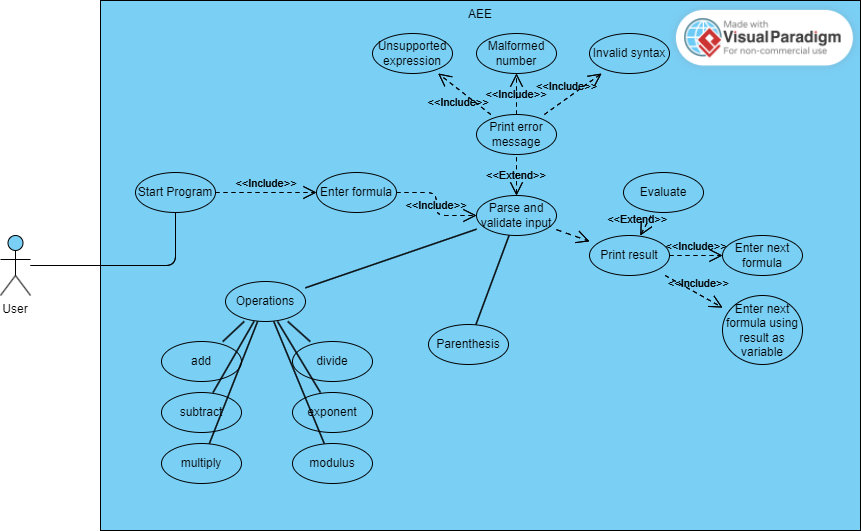 AEE
Made with
VisualParadigm
For non-commercial use
Unsupported
expression
Malformed
number
Invalid syntax
<<Include>>
<<Include>>
<<Include>>
Print error
message
<<Extend>>
Start Program
<<Include>>
Enter formula
<<Include>>
Parse and
validate input
Evaluate
<<Extend>>
Print result
<<Include>>
Enter next
formula
<<Include>>
Enter next
formula using
result as
variable
User
Operations
Parenthesis
add
divide
subtract
exponent
multiply
modulus